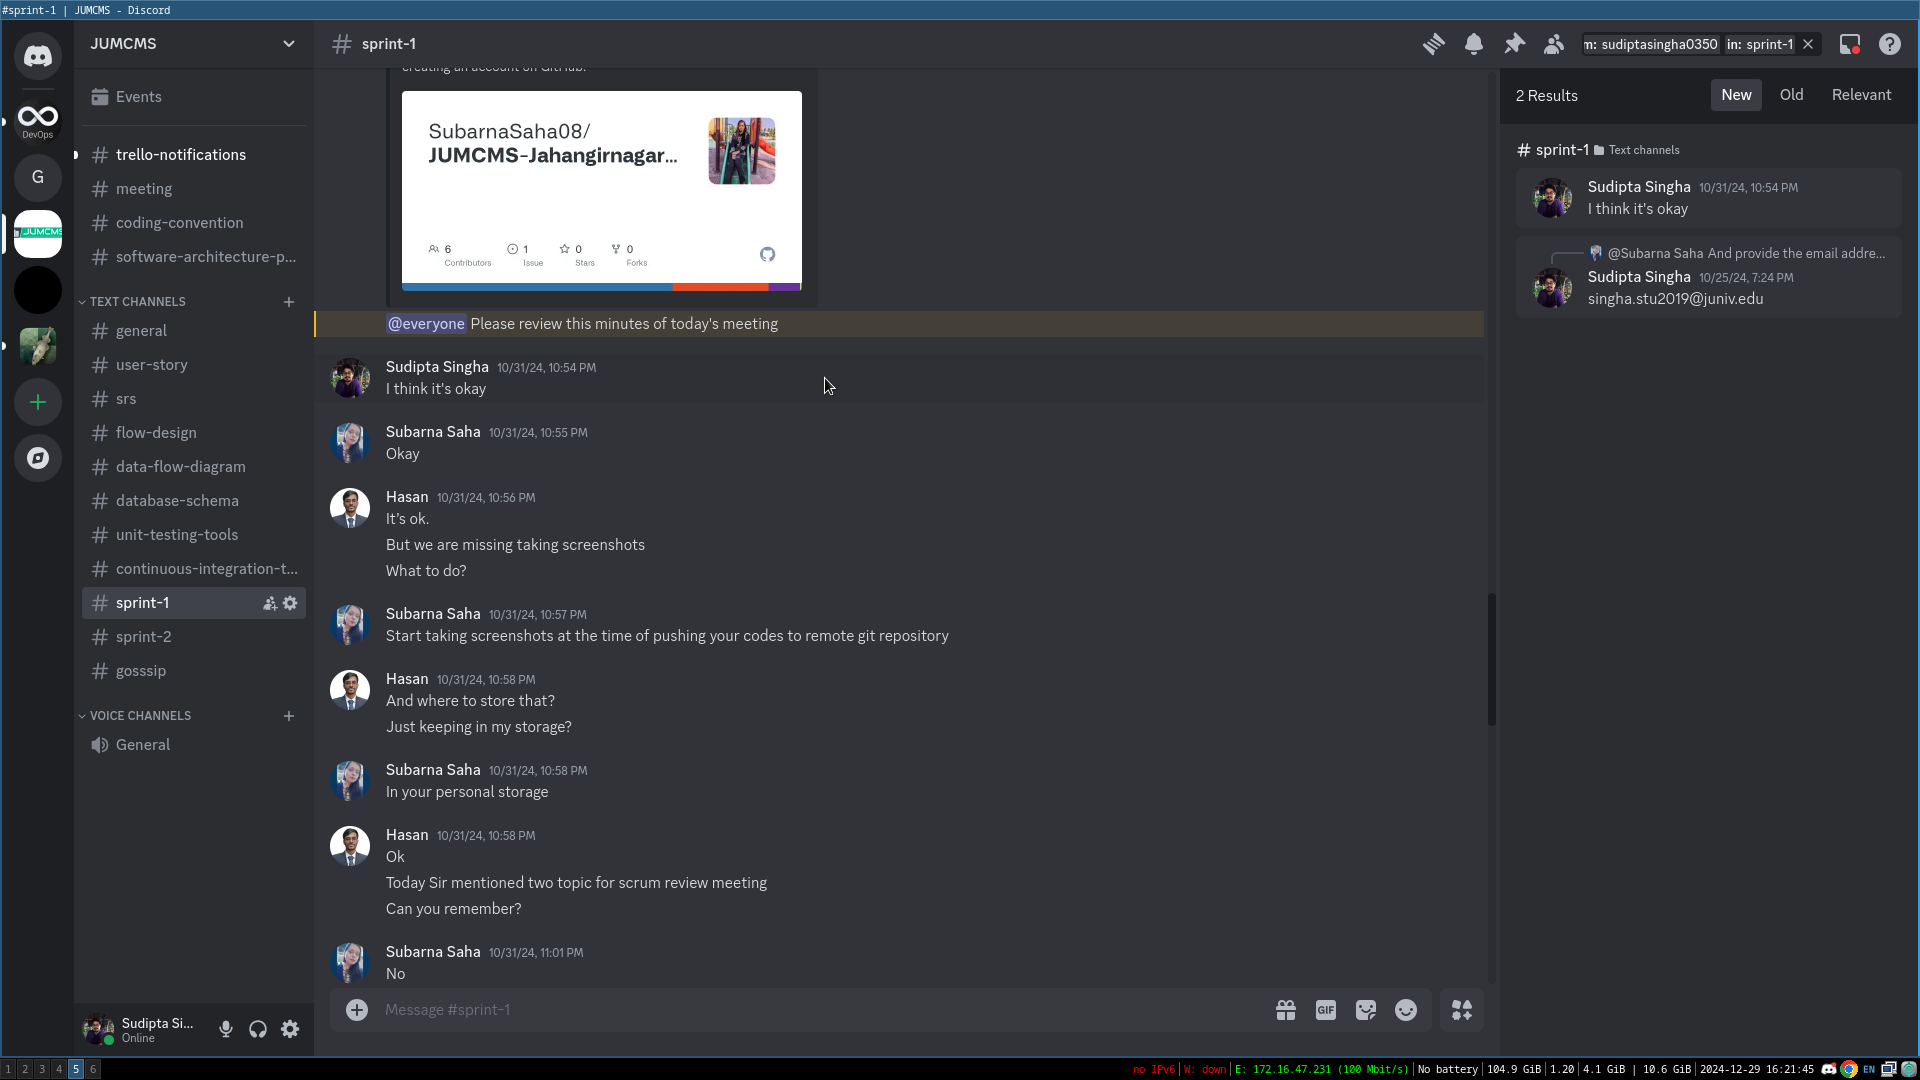 #sprint-1 | JUMCMS - Discord
JUMCMS
Events
trello-notifications
meeting
coding-convention
software-architecture-p...
TEXT CHANNELS
general
user-story
srs
flow-design
data-flow-diagram
database-schema
unit-testing-tools
continuous-integration-t...
sprint-1
sprint-2
gosssip
VOICE CHANNELS
General
Sudipta Si...
Online
DevOps
G
JUMCMS
# sprint-1
m: sudiptasingha0350 in: sprint-1
creating an account on GitHub.
SubarnaSaha08/
JUMCMS-Jahangirnagar...
6 Contributors
1 Issue
0 Stars
0 Forks
@everyone Please review this minutes of today's meeting
Sudipta Singha 10/31/24, 10:54 PM
I think it's okay
Subarna Saha 10/31/24, 10:55 PM
Okay
Hasan 10/31/24, 10:56 PM
It's ok.
But we are missing taking screenshots
What to do?
Subarna Saha 10/31/24, 10:57 PM
Start taking screenshots at the time of pushing your codes to remote git repository
Hasan 10/31/24, 10:58 PM
And where to store that?
Just keeping in my storage?
Subarna Saha 10/31/24, 10:58 PM
In your personal storage
Hasan 10/31/24, 10:58 PM
Ok
Today Sir mentioned two topic for scrum review meeting
Can you remember?
Subarna Saha 10/31/24, 11:01 PM
No
Message #sprint-1
GIF
2 Results
New Old Relevant
# sprint-1 Text channels
Sudipta Singha 10/31/24, 10:54 PM
I think it's okay
@Subarna Saha And provide the email addre...
Sudipta Singha 10/25/24, 7:24 PM
singha.stu2019@juniv.edu
1 2 3 4 5 6
no IPv6 | W: down | E: 172.16.47.231 (100 Mbit/s) | No battery | 104.9 GiB | 1.20 | 4.1 GiB | 10.6 GiB | 2024-12-29 16:21:45 EN